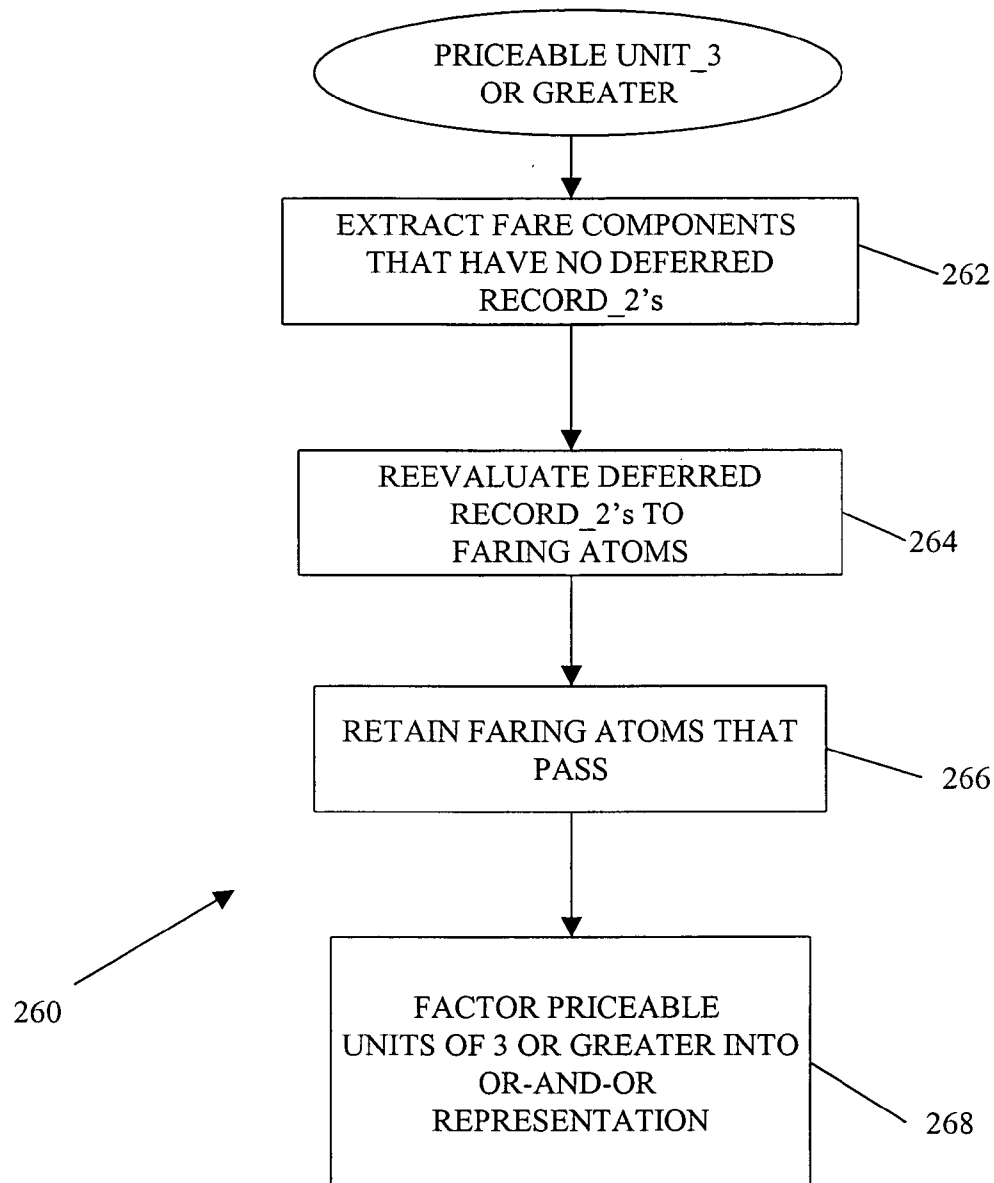 PRICEABLE UNIT_3
OR GREATER
EXTRACT FARE COMPONENTS
THAT HAVE NO DEFERRED
RECORD_2's
262
REEVALUATE DEFERRED
RECORD_2's TO
FARING ATOMS
264
RETAIN FARING ATOMS THAT
PASS
266
260
FACTOR PRICEABLE
UNITS OF 3 OR GREATER INTO
OR-AND-OR
REPRESENTATION
268